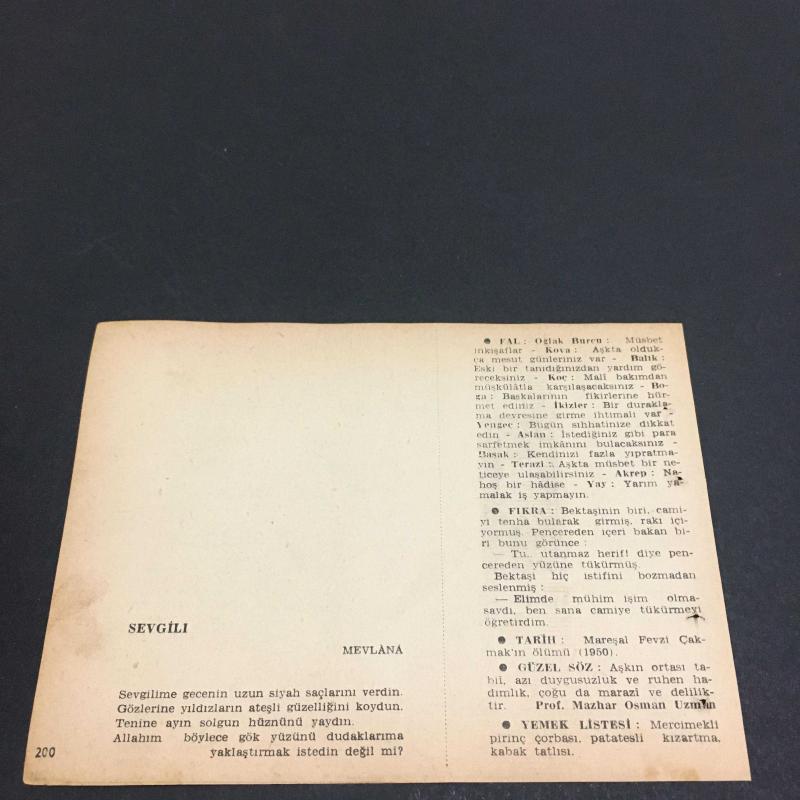 SEVGİLI
MEVLÂNÂ
Sevgilime gecenin uzun siyah saçlarını verdin.
Gözlerine yıldızların ateşli güzelliğini koydun.
Tenine ayın solgun hüznünü yaydın.
Allahım böylece gök yüzünü dudaklarıma
yaklaştırmak istedin değil mi?
200
● FAL : Oğlak Burcu : Müsbet
inkişaflar - Kova : Aşkta olduk-
ça mesut günleriniz var - Balık :
Eski bir tanıdığınızdan yardım gö-
receksiniz - Koç : Malî bakımdan
müşkülâtla karşılaşacaksınız - Bo-
ğa : Başkalarının fikirlerine hür-
met ediniz - İkizler : Bir durakla-
ma devresine girme ihtimali var -
Yengeç : Bugün sıhhatinize dikkat
edin - Aslan : İstediğiniz gibi para
sarfetmek imkânını bulacaksınız -
Başak : Kendinizi fazla yıpratma-
yın - Terazi : Aşkta müsbet bir ne-
ticeye ulaşabilirsiniz - Akrep : Na-
hoş bir hâdise - Yay : Yarım ya-
malak iş yapmayın.
● FIKRA : Bektaşinin biri, cami-
yi tenha bularak girmiş, rakı içi-
yormuş. Pencereden içeri bakan bi-
ri bunu görünce :
— Tu.. utanmaz herif! diye pen-
cereden yüzüne tükürmüş.
Bektaşi hiç istifini bozmadan
seslenmiş :
— Elimde mühim işim olma-
saydı, ben sana camiye tükürmeyi
öğretirdim.
● TARİH : Mareşal Fevzi Çak-
mak'ın ölümü (1950).
● GÜZEL SÖZ : Aşkın ortası ta-
biî, azı duygusuzluk ve ruhen ha-
dımlık, çoğu da marazî ve delilik-
tir. Prof. Mazhar Osman Uzman
● YEMEK LİSTESİ : Mercimekli
pirinç çorbası, patatesli kızartma,
kabak tatlısı.